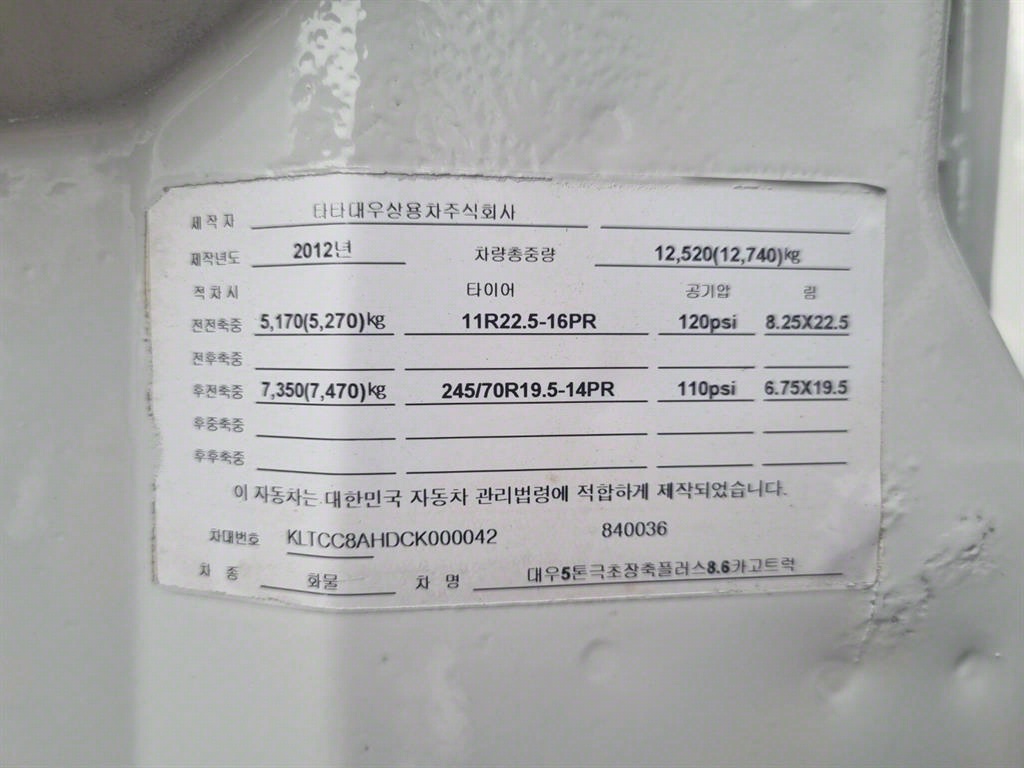 제작자 타타대우상용차주식회사
제작년도 2012년 차량총중량 12,520(12,740)kg
적차시 타이어 공기압 림
전전축중 5,170(5,270)kg 11R22.5-16PR 120psi 8.25X22.5
전후축중
후전축중 7,350(7,470)kg 245/70R19.5-14PR 110psi 6.75X19.5
후중축중
후후축중
이 자동차는 대한민국 자동차 관리법령에 적합하게 제작되었습니다.
차대번호 KLTCC8AHDCK000042 840036
차 종 화물 차 명 대우5톤극초장축플러스8.6카고트럭